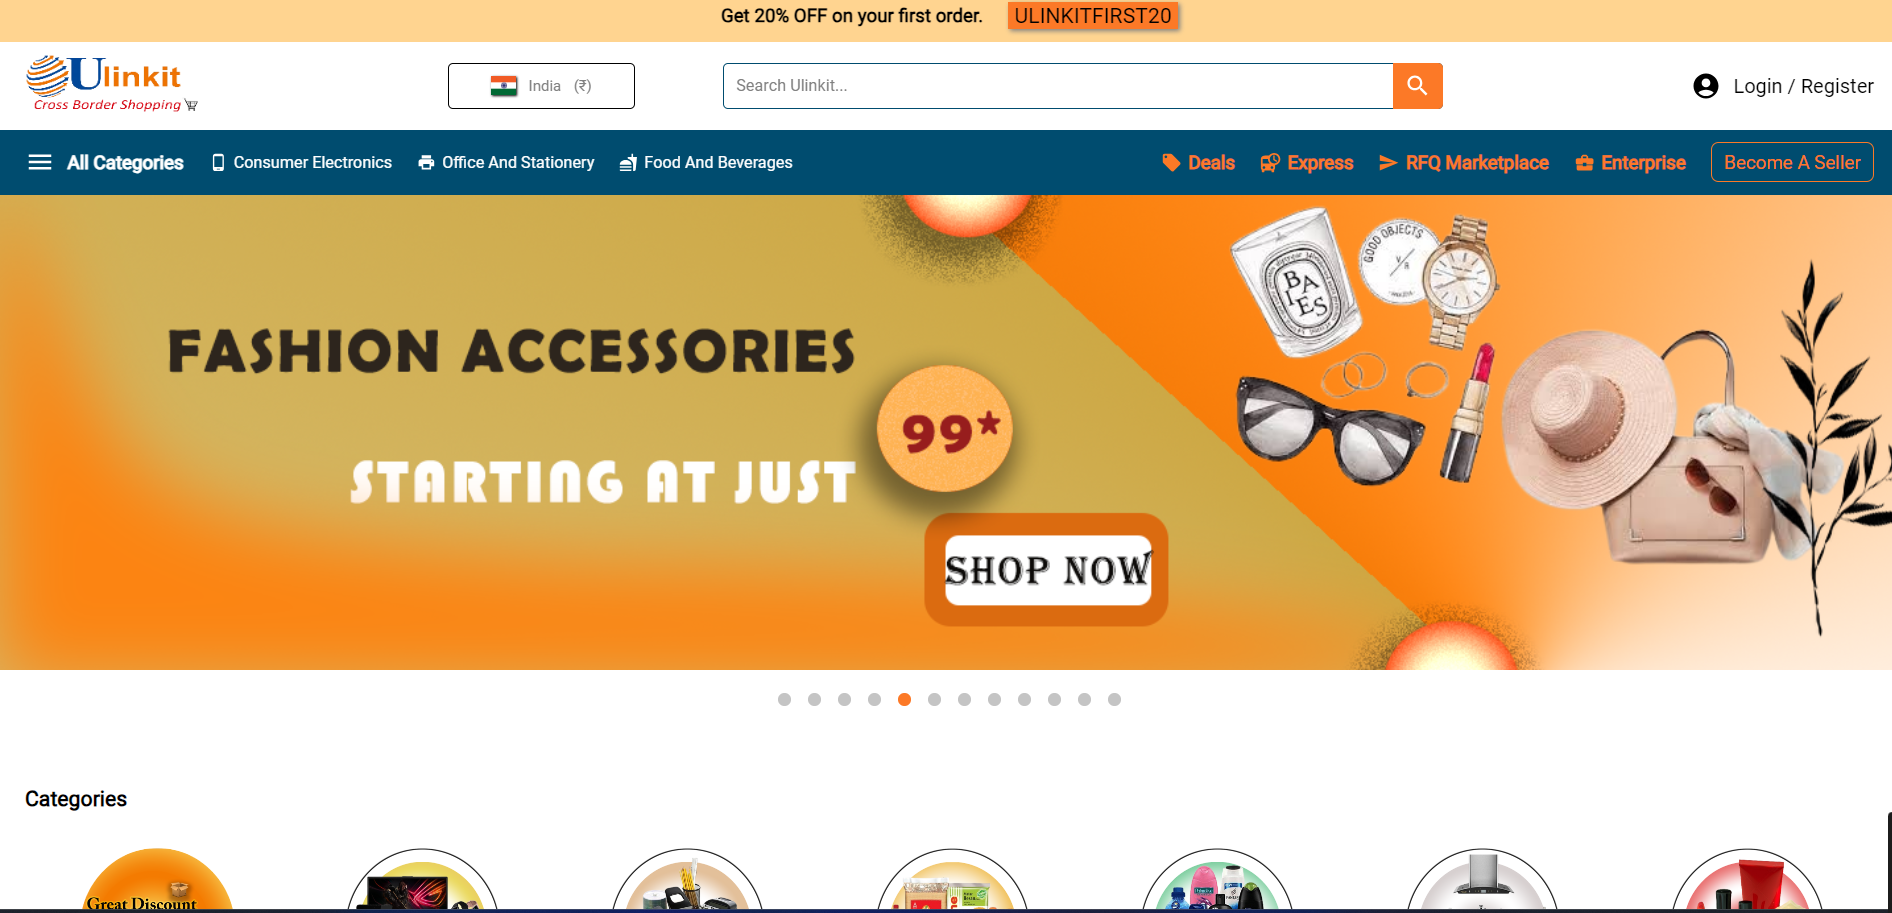 Get 20% OFF on your first order. ULINKITFIRST20
Ulinkit
Cross Border Shopping
India (₹)
Search Ulinkit...
Login / Register
All Categories
Consumer Electronics
Office And Stationery
Food And Beverages
Deals
Express
RFQ Marketplace
Enterprise
Become A Seller
FASHION ACCESSORIES
STARTING AT JUST
99*
SHOP NOW
BAIES
GOOD OBJECTS
Categories
Great Discount